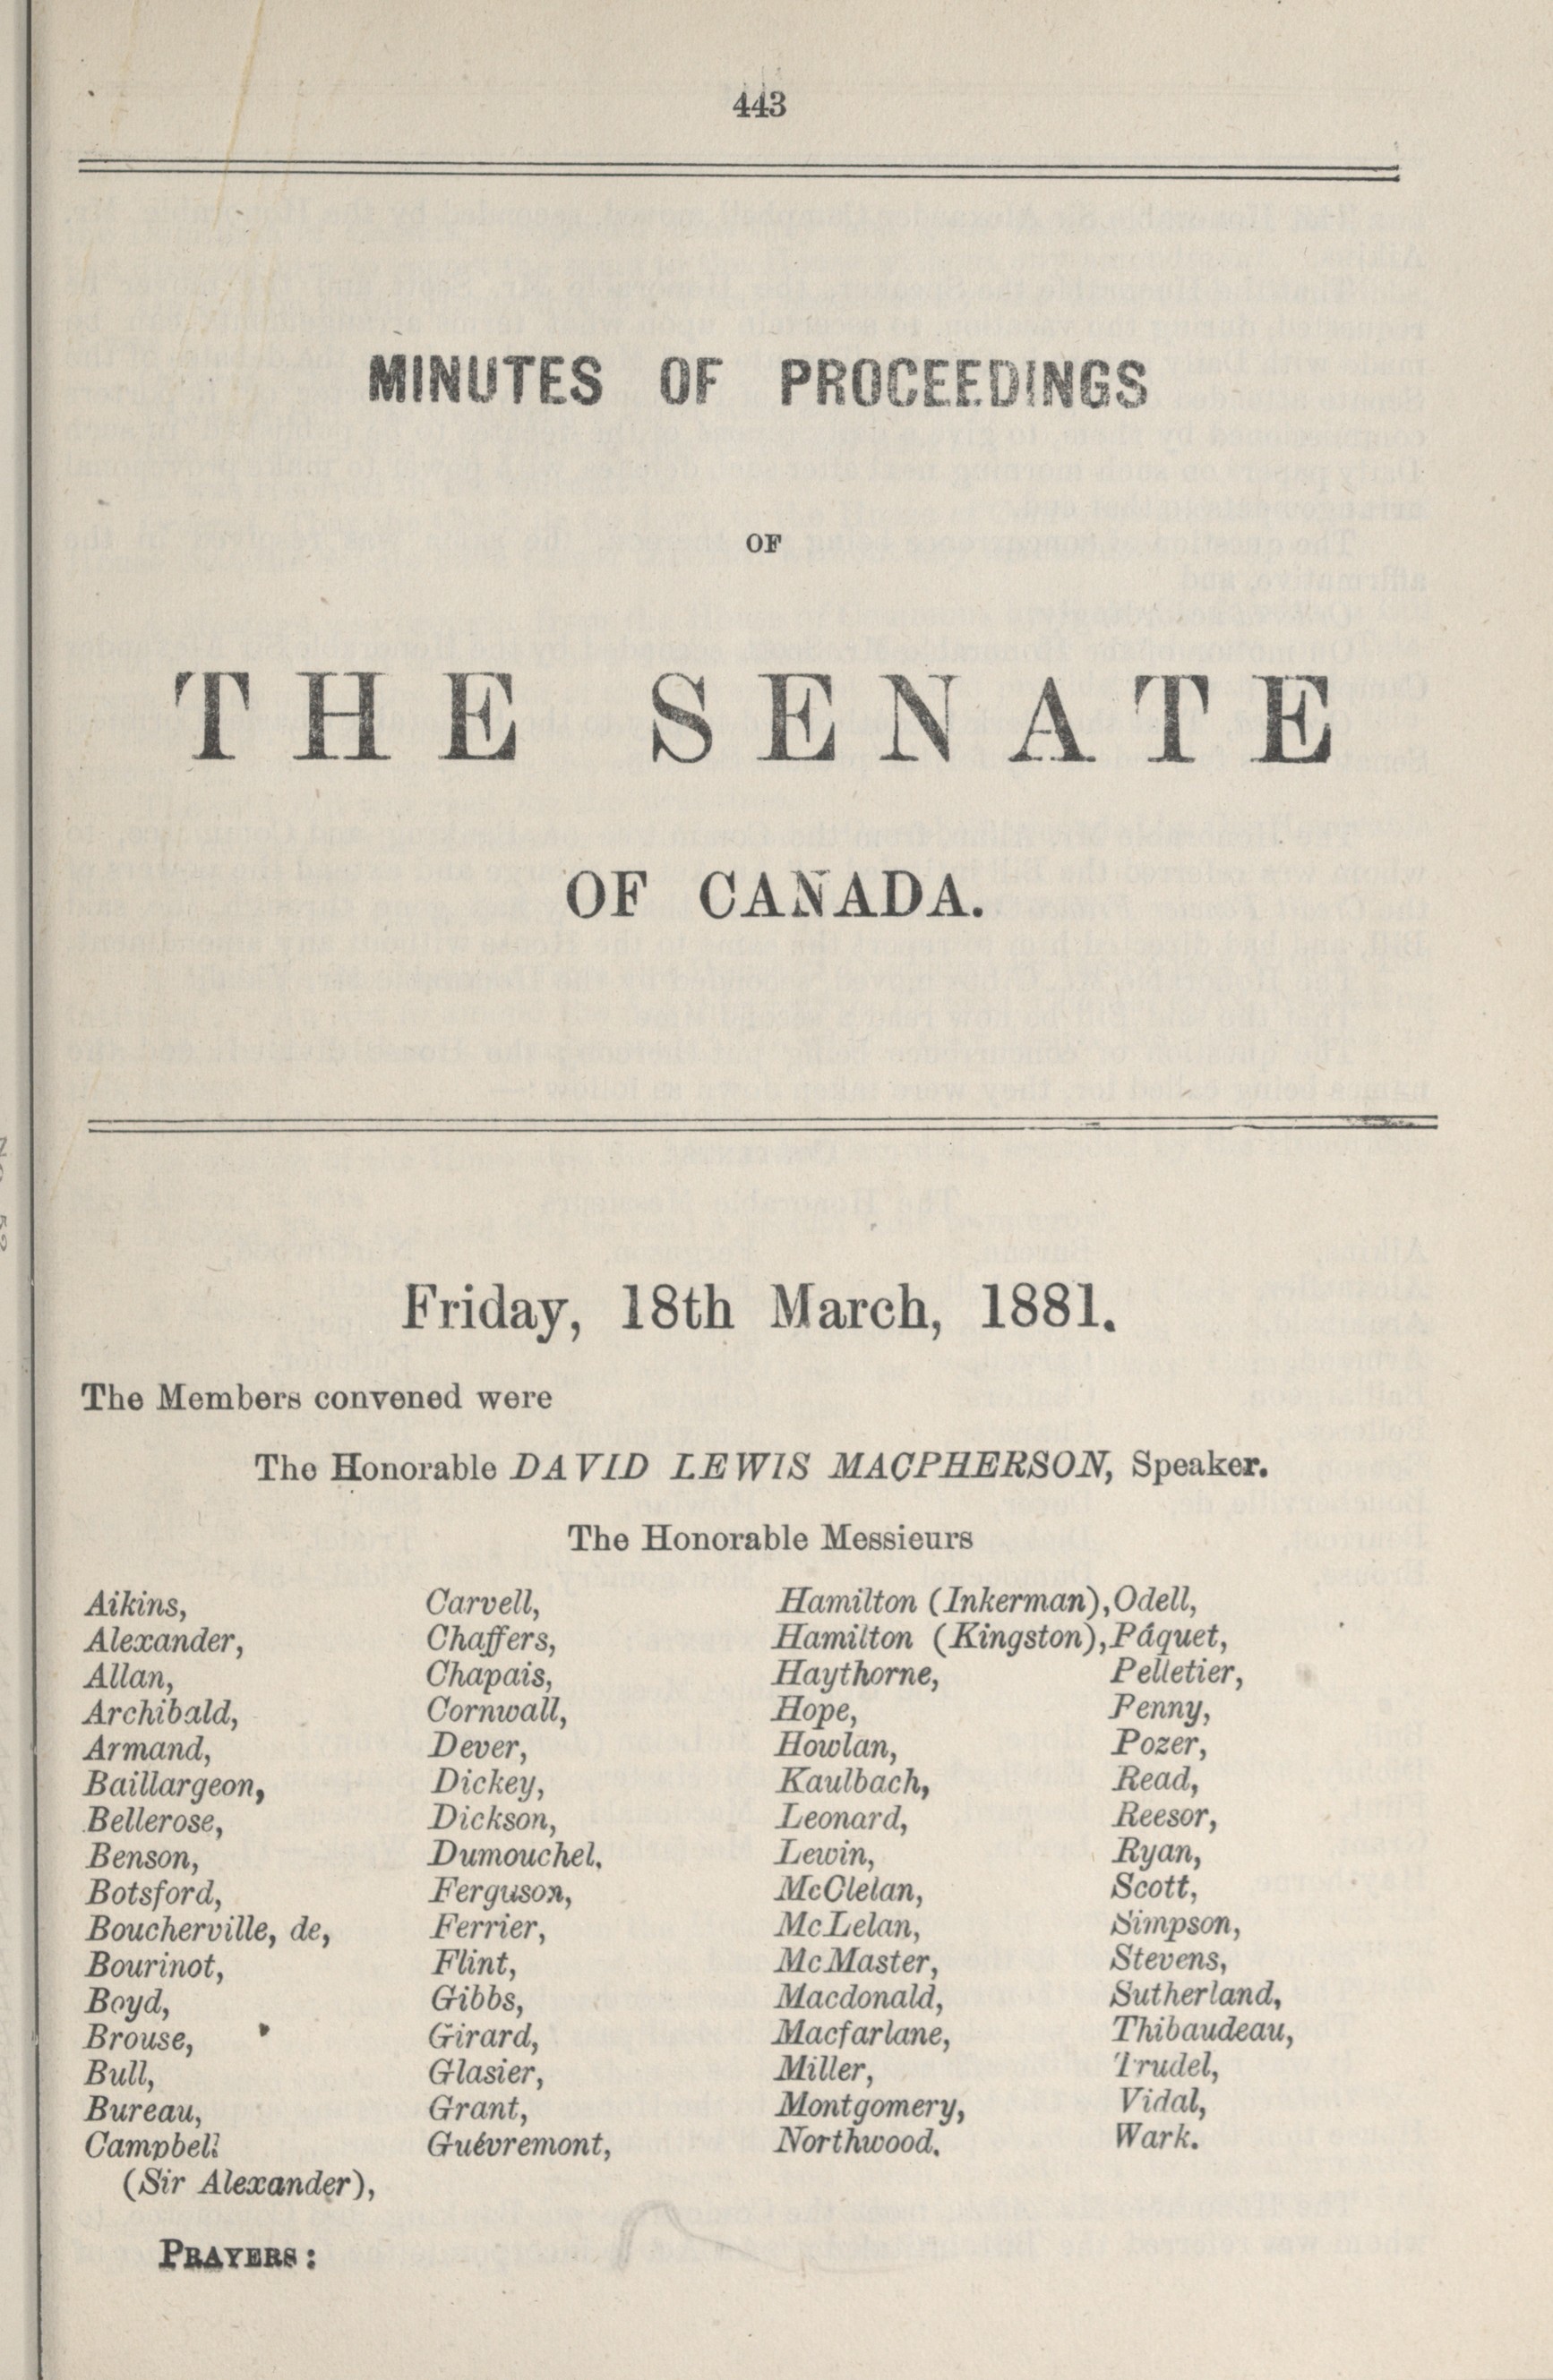 443
MINUTES OF PROCEEDINGS
OF
THE SENATE
OF CANADA.
Friday, 18th March, 1881.
The Members convened were
The Honorable DAVID LEWIS MACPHERSON, Speaker.
The Honorable Messieurs
Aikins,
Alexander,
Allan,
Archibald,
Armand,
Baillargeon,
Bellerose,
Benson,
Botsford,
Boucherville, de,
Bourinot,
Boyd,
Brouse,
Bull,
Bureau,
Campbell
(Sir Alexander),
Carvell,
Chaffers,
Chapais,
Cornwall,
Dever,
Dickey,
Dickson,
Dumouchel,
Ferguson,
Ferrier,
Flint,
Gibbs,
Girard,
Glasier,
Grant,
Guévremont,
Hamilton (Inkerman),
Hamilton (Kingston),
Haythorne,
Hope,
Howlan,
Kaulbach,
Leonard,
Lewin,
McClelan,
McLelan,
McMaster,
Macdonald,
Macfarlane,
Miller,
Montgomery,
Northwood,
Odell,
Pâquet,
Pelletier,
Penny,
Pozer,
Read,
Reesor,
Ryan,
Scott,
Simpson,
Stevens,
Sutherland,
Thibaudeau,
Trudel,
Vidal,
Wark.
PRAYERS: